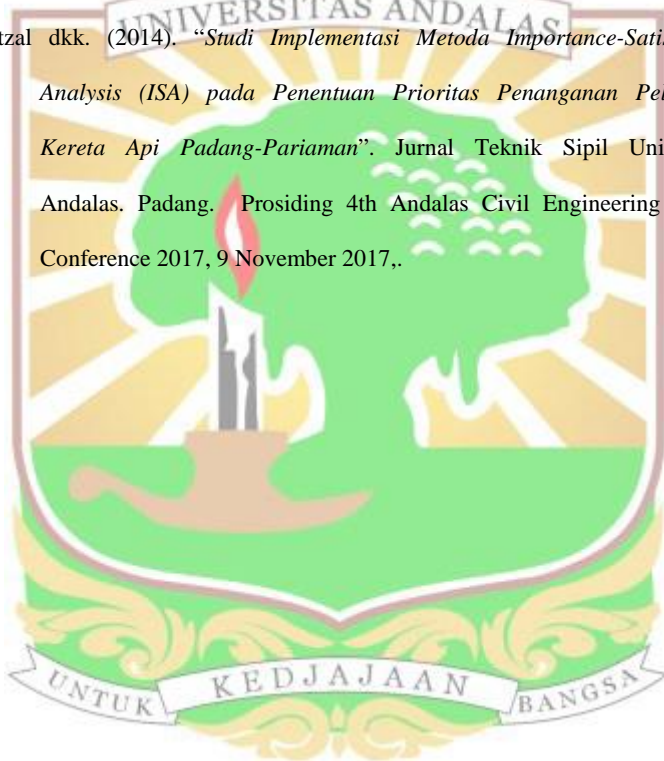 UNIVERSITAS ANDALAS
tzal dkk. (2014). “Studi Implementasi Metoda Importance-Sati
Analysis (ISA) pada Penentuan Prioritas Penanganan Pel
Kereta Api Padang-Pariaman”. Jurnal Teknik Sipil Uni
Andalas. Padang. Prosiding 4th Andalas Civil Engineering
Conference 2017, 9 November 2017,.
UNTUK KEDJAJAAN BANGSA